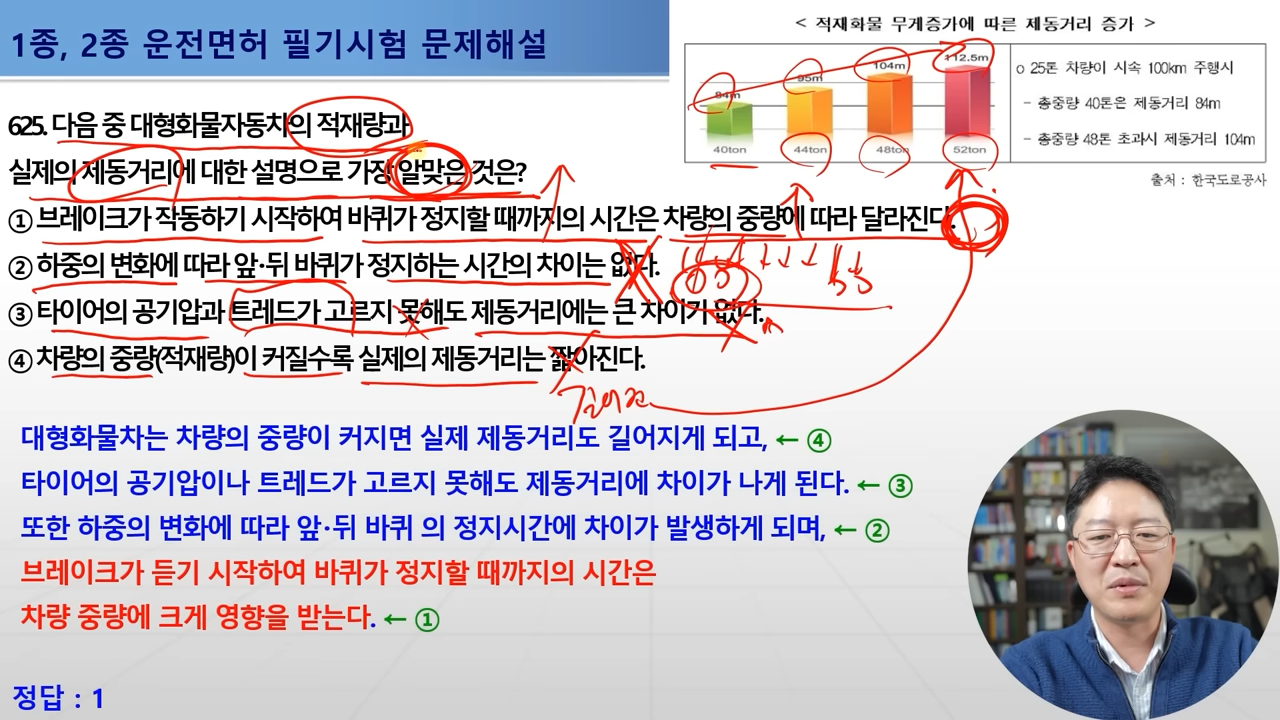 1종, 2종 운전면허 필기시험 문제해설
< 적재화물 무게증가에 따른 제동거리 증가 >
84m 95m 104m 112.5m
40ton 44ton 48ton 52ton
o 25톤 차량이 시속 100km 주행시
- 총중량 40톤은 제동거리 84m
- 총중량 48톤 초과시 제동거리 104m
출처 : 한국도로공사
625. 다음 중 대형화물자동차의 적재량과
실제의 제동거리에 대한 설명으로 가장 알맞은 것은?
① 브레이크가 작동하기 시작하여 바퀴가 정지할 때까지의 시간은 차량의 중량에 따라 달라진다.
② 하중의 변화에 따라 앞·뒤 바퀴가 정지하는 시간의 차이는 없다.
③ 타이어의 공기압과 트레드가 고르지 못해도 제동거리에는 큰 차이가 없다.
④ 차량의 중량(적재량)이 커질수록 실제의 제동거리는 짧아진다.
대형화물차는 차량의 중량이 커지면 실제 제동거리도 길어지게 되고, ← ④
타이어의 공기압이나 트레드가 고르지 못해도 제동거리에 차이가 나게 된다. ← ③
또한 하중의 변화에 따라 앞·뒤 바퀴 의 정지시간에 차이가 발생하게 되며, ← ②
브레이크가 듣기 시작하여 바퀴가 정지할 때까지의 시간은
차량 중량에 크게 영향을 받는다. ← ①
정답 : 1